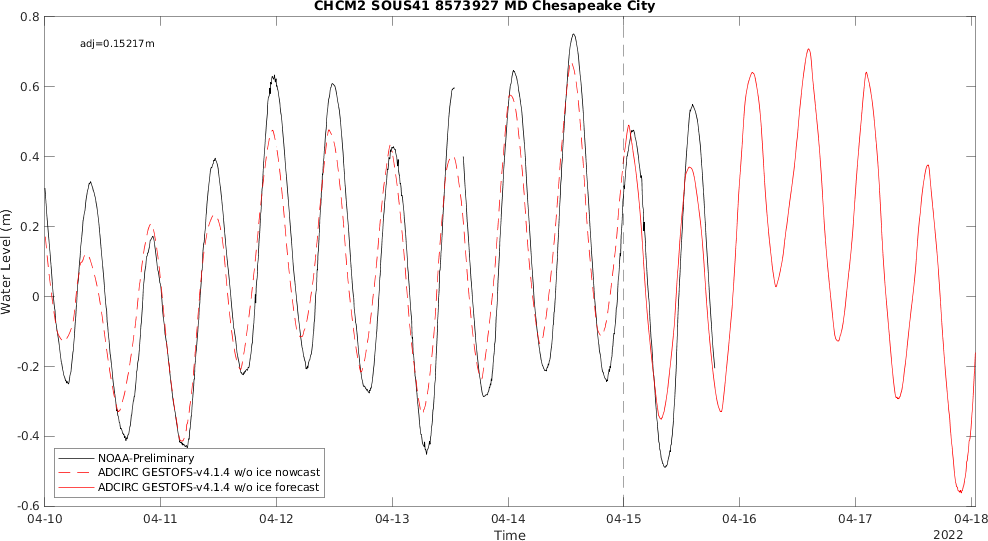 CHCM2 SOUS41 8573927 MD Chesapeake City
adj=0.15217m
0.8
0.6
0.4
0.2
0
-0.2
-0.4
-0.6
Water Level (m)
NOAA-Preliminary
ADCIRC GESTOFS-v4.1.4 w/o ice nowcast
ADCIRC GESTOFS-v4.1.4 w/o ice forecast
04-10 04-11 04-12 04-13 04-14 04-15 04-16 04-17 04-18
Time
2022